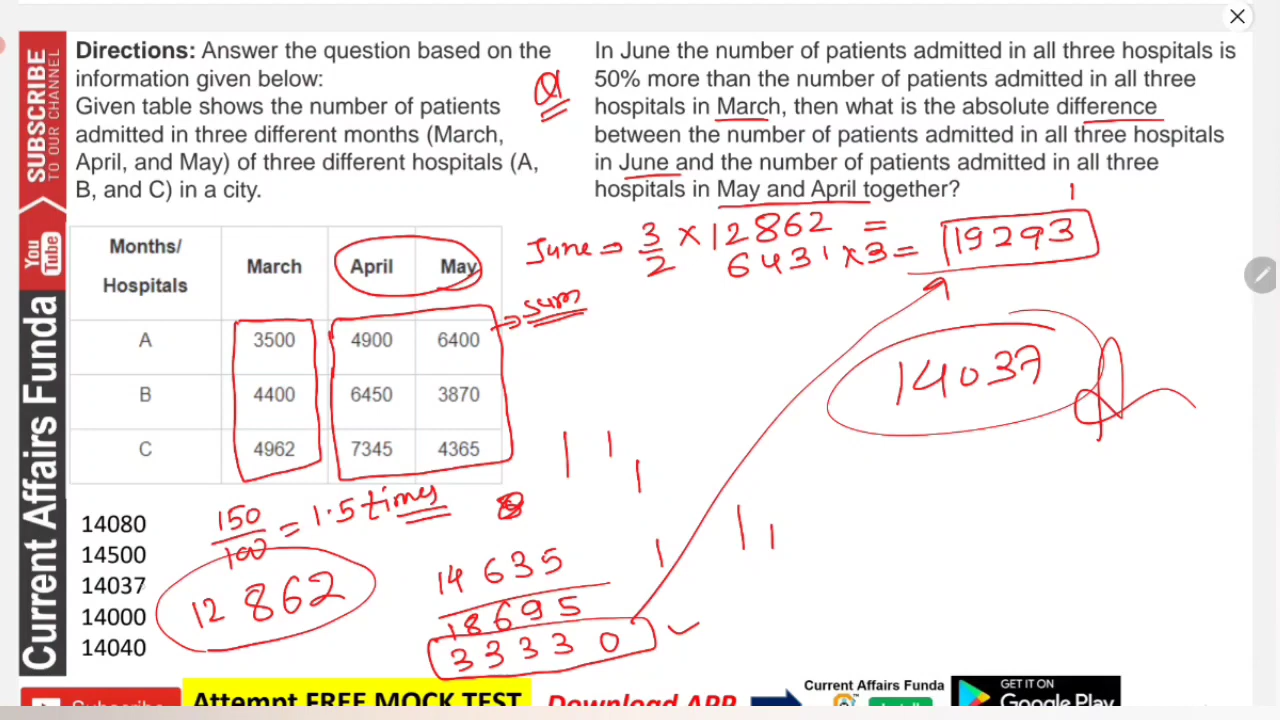 SUBSCRIBE
TO OUR CHANNEL
You Tube
Current Affairs Funda
Directions: Answer the question based on the
information given below:
Given table shows the number of patients
admitted in three different months (March,
April, and May) of three different hospitals (A,
B, and C) in a city.
Q
In June the number of patients admitted in all three hospitals is
50% more than the number of patients admitted in all three
hospitals in March, then what is the absolute difference
between the number of patients admitted in all three hospitals
in June and the number of patients admitted in all three
hospitals in May and April together?
June ⇒ 3/2 × 12862 =
6431 × 3 = 19293
Months/ Hospitals March April May
A 3500 4900 6400
B 4400 6450 3870
C 4962 7345 4365
→ sum
14037
150/100 = 1.5 times
12862
14635
18695
33330
14080
14500
14037
14000
14040
Subscribe
Attempt FREE MOCK TEST
Download APP
Current Affairs Funda
Install
GET IT ON
Google Play